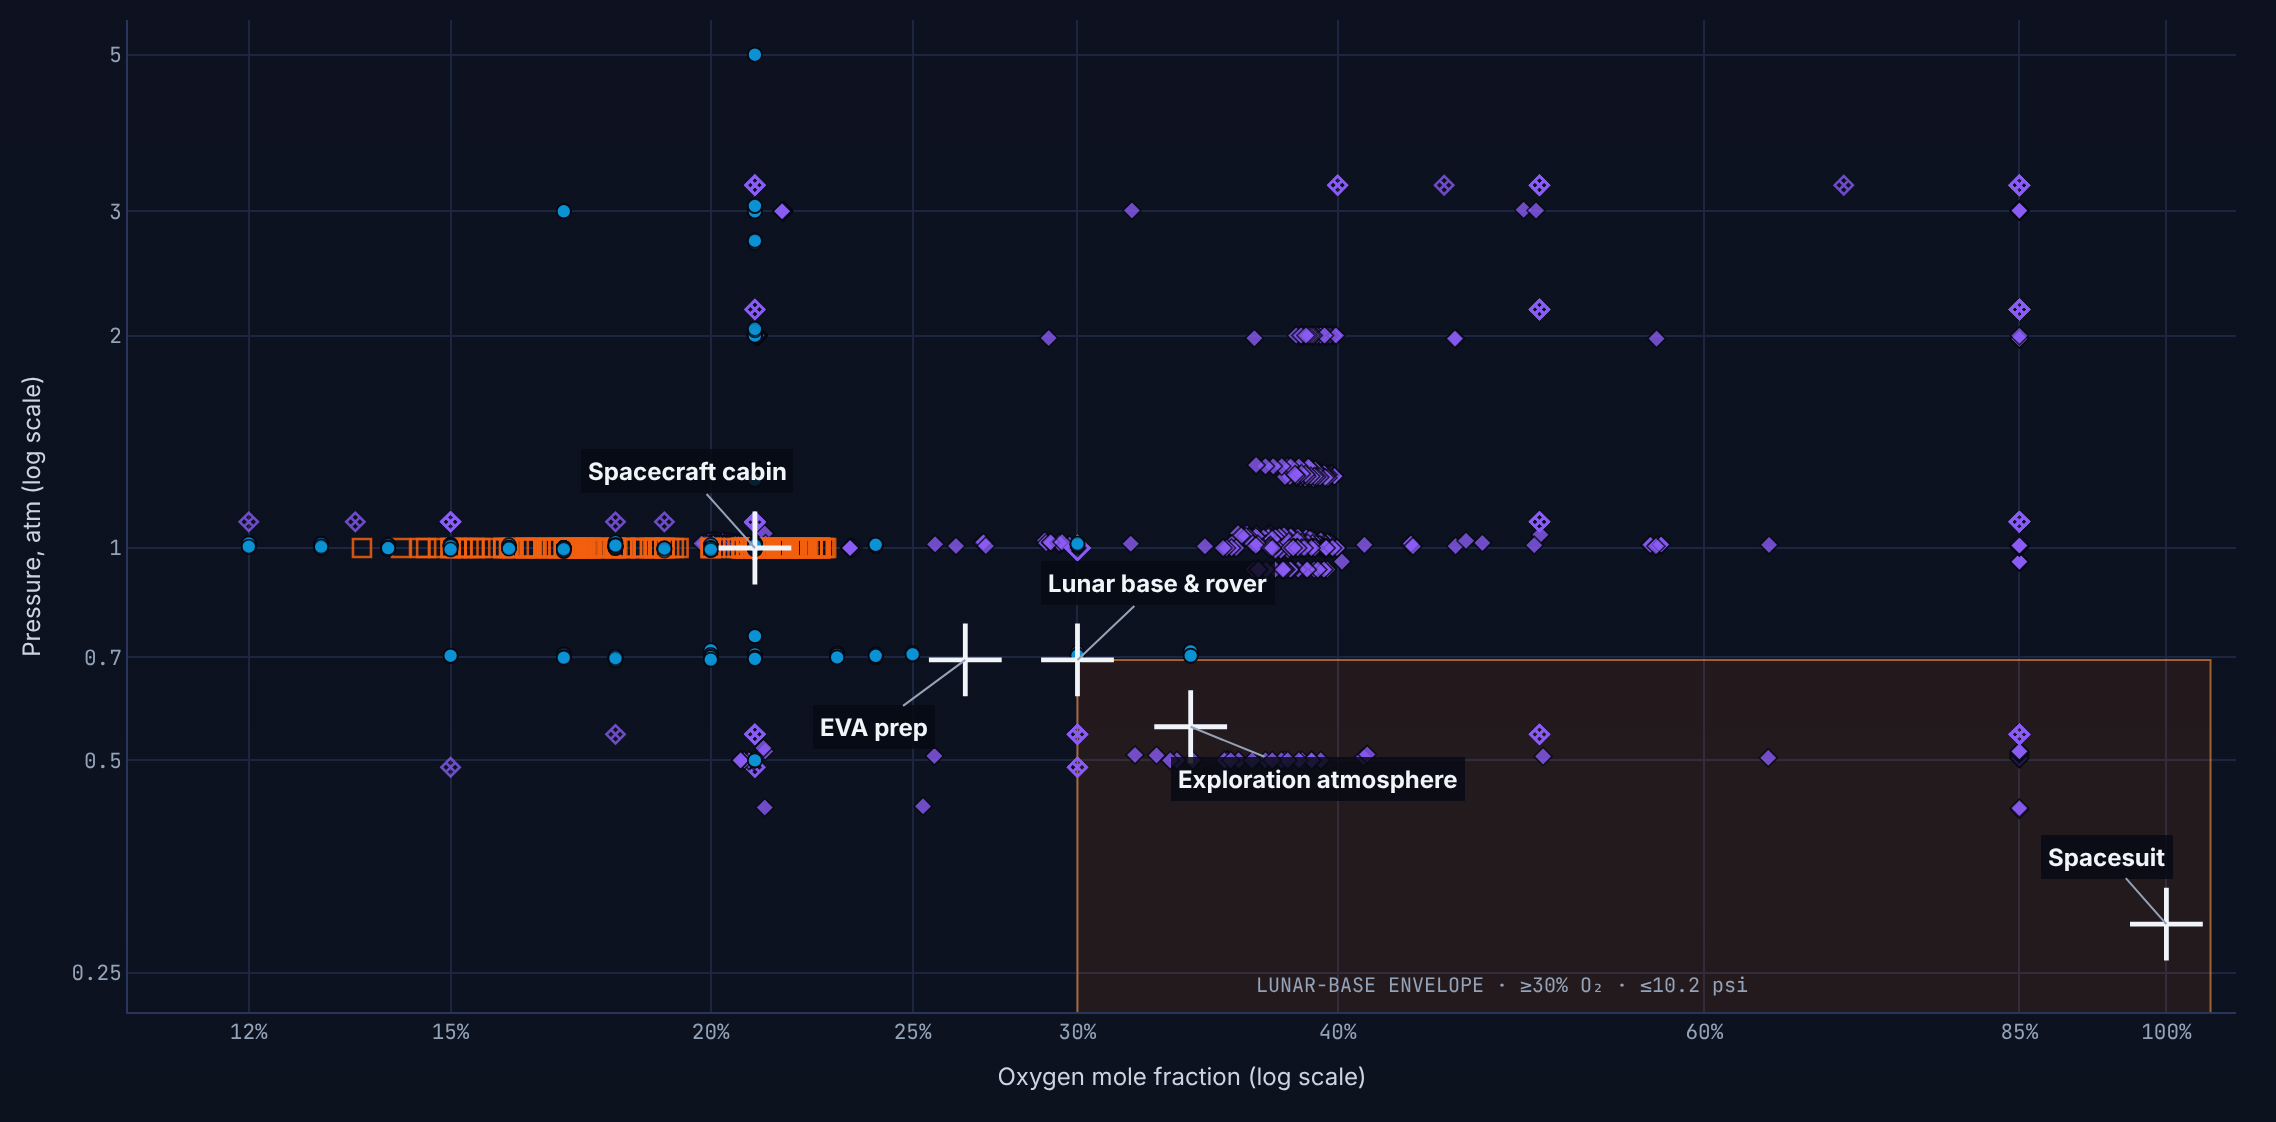 5
3
2
1
0.7
0.5
0.25
Pressure, atm (log scale)
Spacecraft cabin
Lunar base & rover
EVA prep
Exploration atmosphere
Spacesuit
LUNAR-BASE ENVELOPE · ≥30% O₂ · ≤10.2 psi
12% 15% 20% 25% 30% 40% 60% 85% 100%
Oxygen mole fraction (log scale)